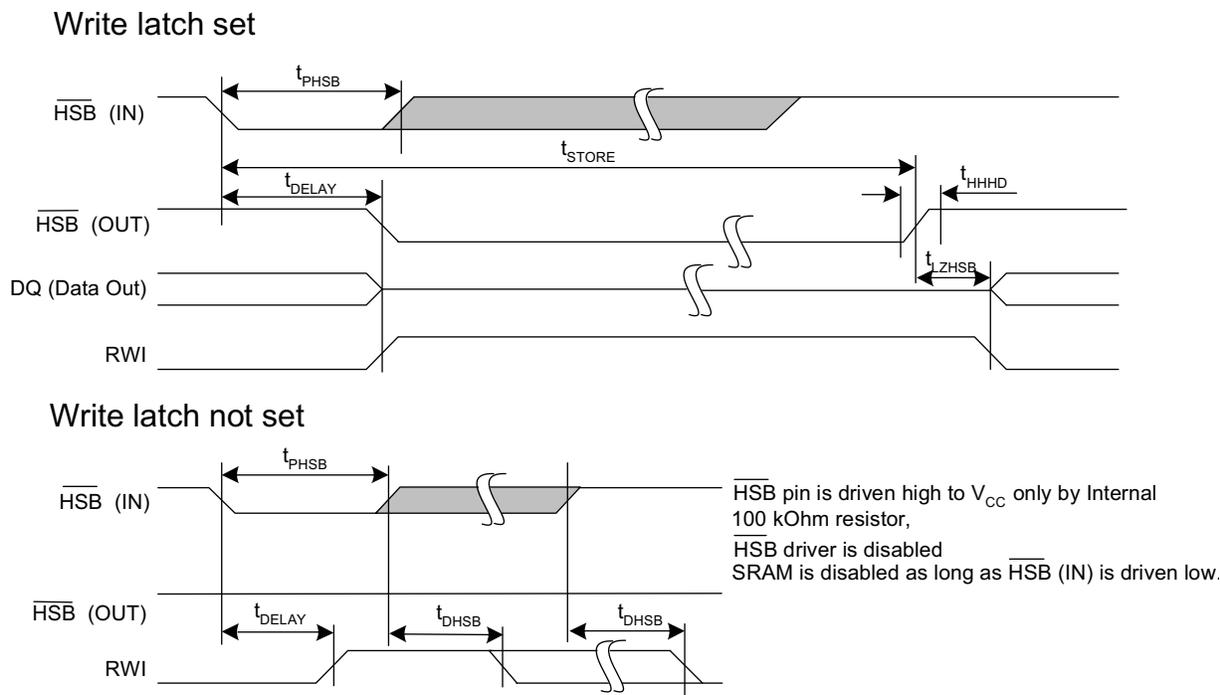 Write latch set
tPHSB
HSB (IN)
tSTORE
tHHHD
tDELAY
HSB (OUT)
tLZHSB
DQ (Data Out)
RWI
Write latch not set
tPHSB
HSB (IN)
HSB pin is driven high to VCC only by Internal
100 kOhm resistor,
HSB driver is disabled
SRAM is disabled as long as HSB (IN) is driven low.
HSB (OUT)
tDELAY
tDHSB
tDHSB
RWI